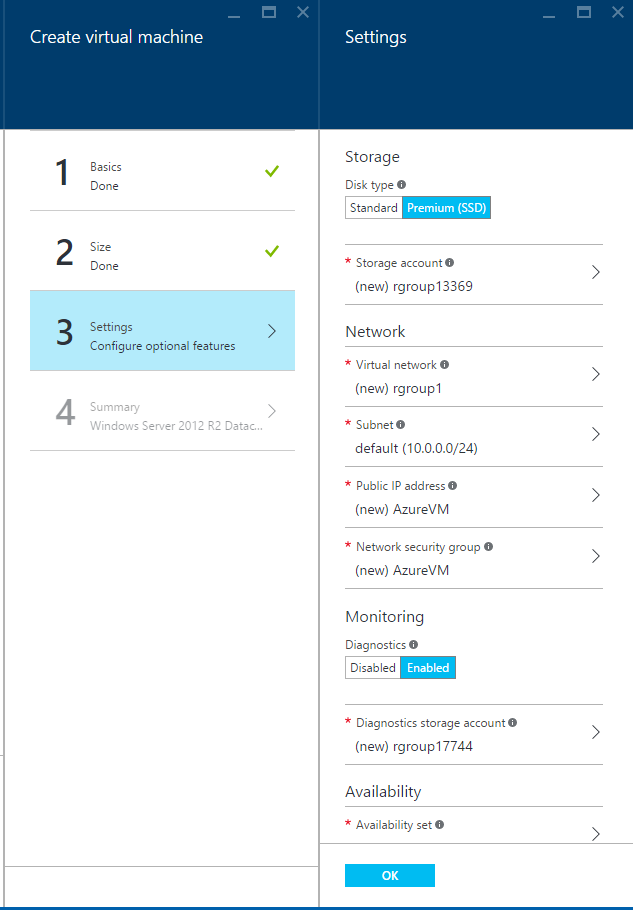 Create virtual machine
1
Basics
Done
2
Size
Done
3
Settings
Configure optional features
4
Summary
Windows Server 2012 R2 Datac...
Settings
Storage
Disk type
Standard Premium (SSD)
* Storage account
(new) rgroup13369
Network
* Virtual network
(new) rgroup1
* Subnet
default (10.0.0.0/24)
* Public IP address
(new) AzureVM
* Network security group
(new) AzureVM
Monitoring
Diagnostics
Disabled Enabled
* Diagnostics storage account
(new) rgroup17744
Availability
* Availability set
OK